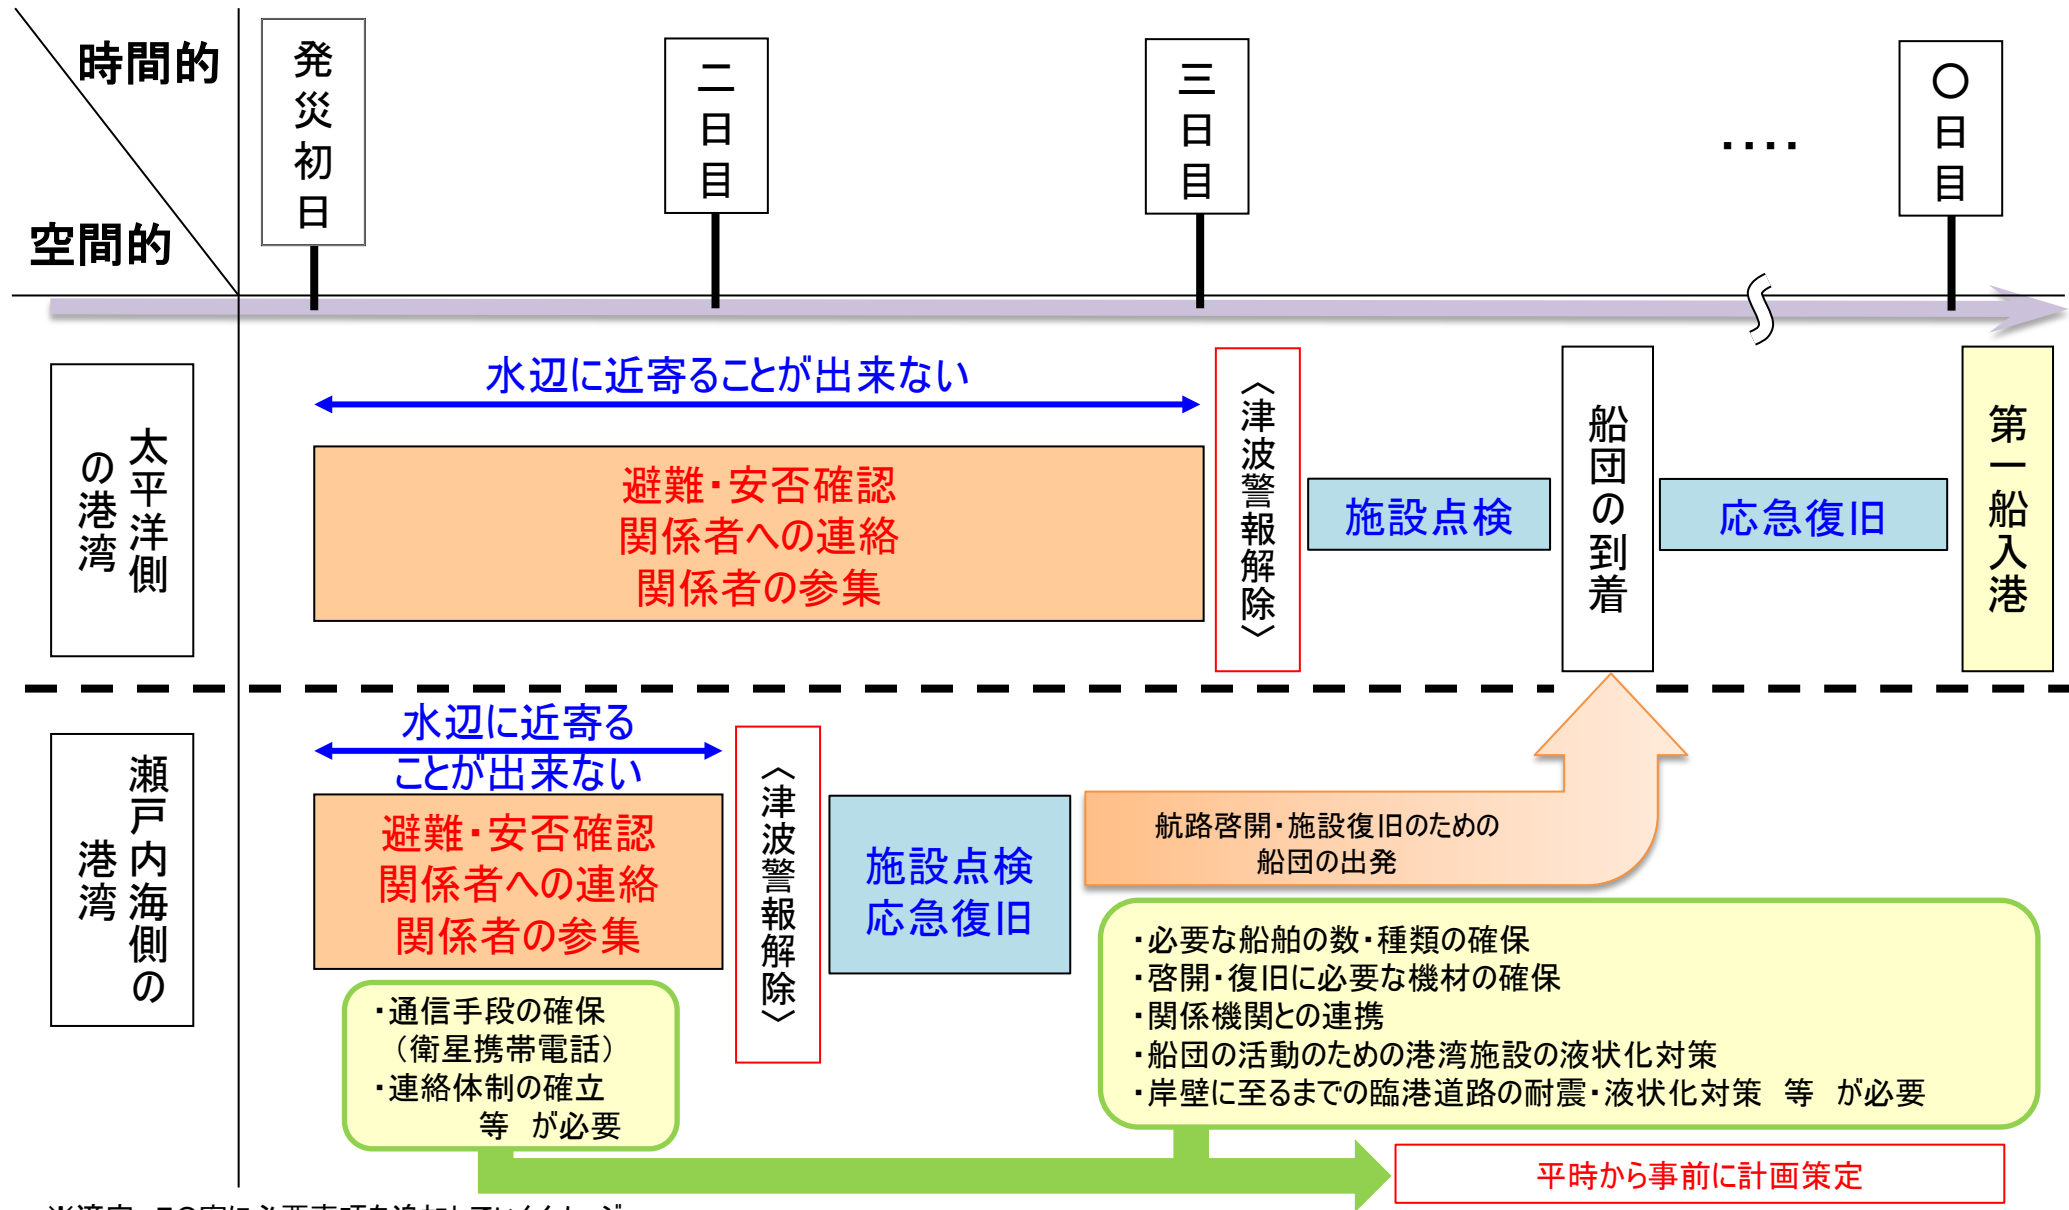 時間的
空間的
発災初日
二日目
三日目
‥‥
〇日目
太平洋側
の港湾
水辺に近寄ることが出来ない
避難・安否確認
関係者への連絡
関係者の参集
〈津波警報解除〉
施設点検
船団の到着
応急復旧
第一船入港
瀬戸内海側の
港湾
水辺に近寄る
ことが出来ない
避難・安否確認
関係者への連絡
関係者の参集
〈津波警報解除〉
施設点検
応急復旧
航路啓開・施設復旧のための
船団の出発
・通信手段の確保
（衛星携帯電話）
・連絡体制の確立
等　が必要
・必要な船舶の数・種類の確保
・啓開・復旧に必要な機材の確保
・関係機関との連携
・船団の活動のための港湾施設の液状化対策
・岸壁に至るまでの臨港道路の耐震・液状化対策　等　が必要
平時から事前に計画策定